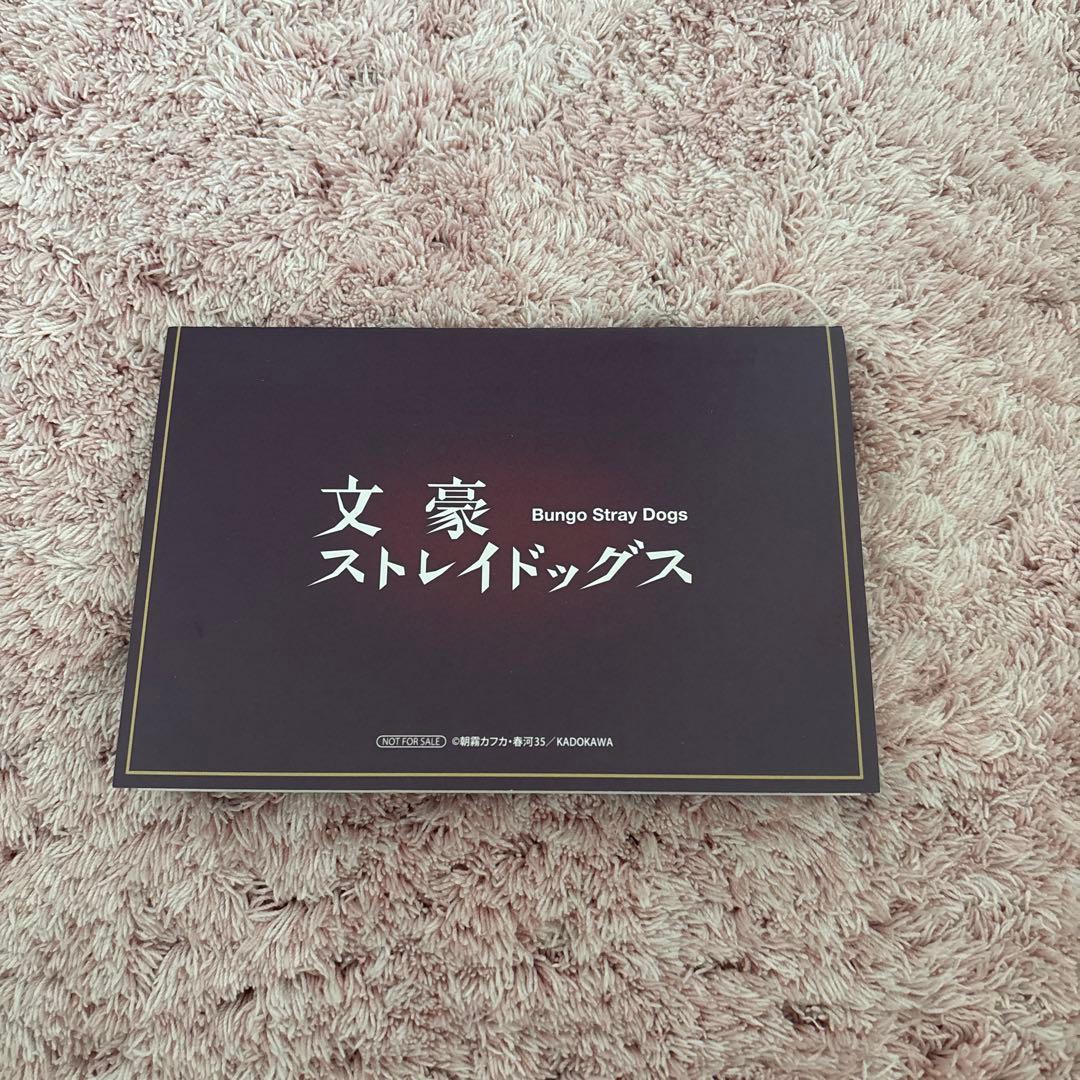 文豪 Bungo Stray Dogs
ストレイドッグス
NOT FOR SALE ©朝霧カフカ・春河35／KADOKAWA